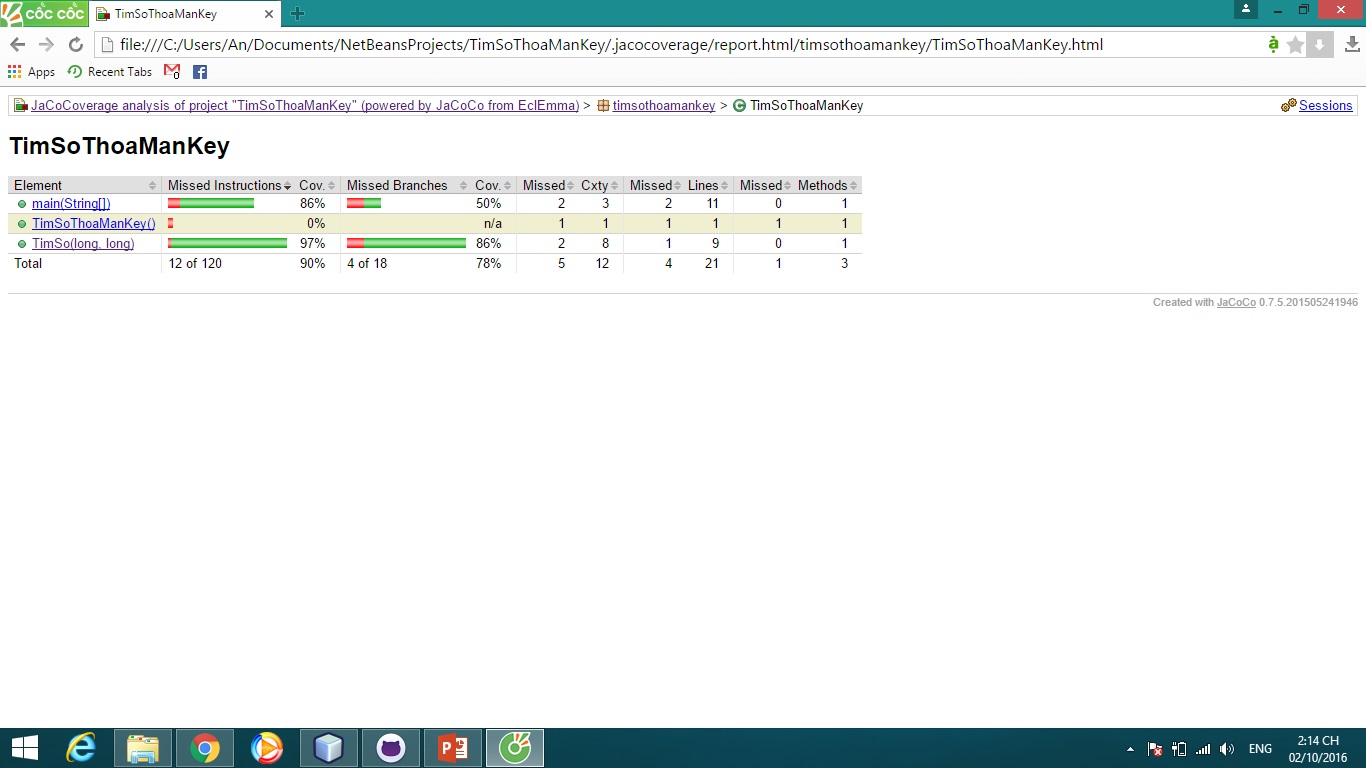 cốc cốc TimSoThoaManKey
file:///C:/Users/An/Documents/NetBeansProjects/TimSoThoaManKey/.jacocoverage/report.html/timsothoamankey/TimSoThoaManKey.html
Apps Recent Tabs
JaCoCoverage analysis of project "TimSoThoaManKey" (powered by JaCoCo from EclEmma) > timsothoamankey > TimSoThoaManKey Sessions
TimSoThoaManKey
Element Missed Instructions Cov. Missed Branches Cov. Missed Cxty Missed Lines Missed Methods
main(String[]) 86% 50% 2 3 2 11 0 1
TimSoThoaManKey() 0% n/a 1 1 1 1 1 1
TimSo(long, long) 97% 86% 2 8 1 9 0 1
Total 12 of 120 90% 4 of 18 78% 5 12 4 21 1 3
Created with JaCoCo 0.7.5.201505241946
ENG 2:14 CH
02/10/2016